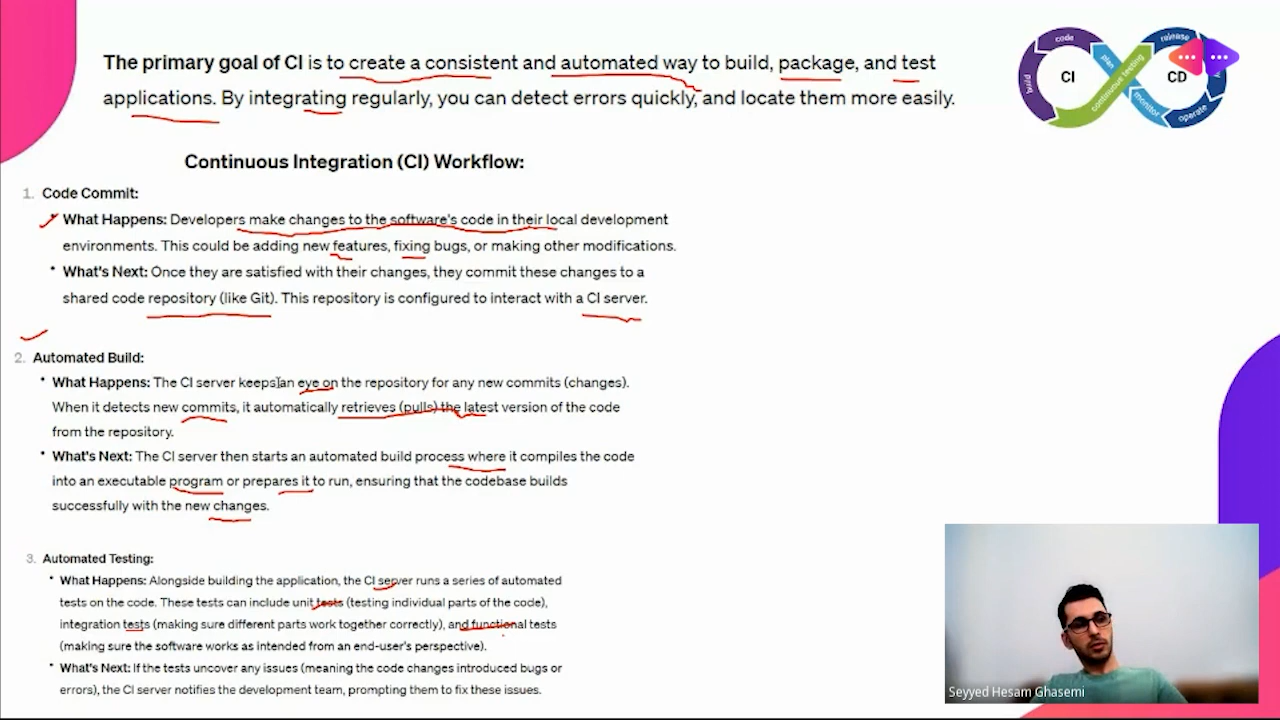 The primary goal of CI is to create a consistent and automated way to build, package, and test
applications. By integrating regularly, you can detect errors quickly, and locate them more easily.
code
build
plan
continuous testing
CI
release
CD
monitor
operate
Continuous Integration (CI) Workflow:
1. Code Commit:
What Happens: Developers make changes to the software's code in their local development
environments. This could be adding new features, fixing bugs, or making other modifications.
• What's Next: Once they are satisfied with their changes, they commit these changes to a
shared code repository (like Git). This repository is configured to interact with a CI server.
2. Automated Build:
• What Happens: The CI server keeps an eye on the repository for any new commits (changes).
When it detects new commits, it automatically retrieves (pulls) the latest version of the code
from the repository.
• What's Next: The CI server then starts an automated build process where it compiles the code
into an executable program or prepares it to run, ensuring that the codebase builds
successfully with the new changes.
3. Automated Testing:
• What Happens: Alongside building the application, the CI server runs a series of automated
tests on the code. These tests can include unit tests (testing individual parts of the code),
integration tests (making sure different parts work together correctly), and functional tests
(making sure the software works as intended from an end-user's perspective).
• What's Next: If the tests uncover any issues (meaning the code changes introduced bugs or
errors), the CI server notifies the development team, prompting them to fix these issues.
Seyyed Hesam Ghasemi